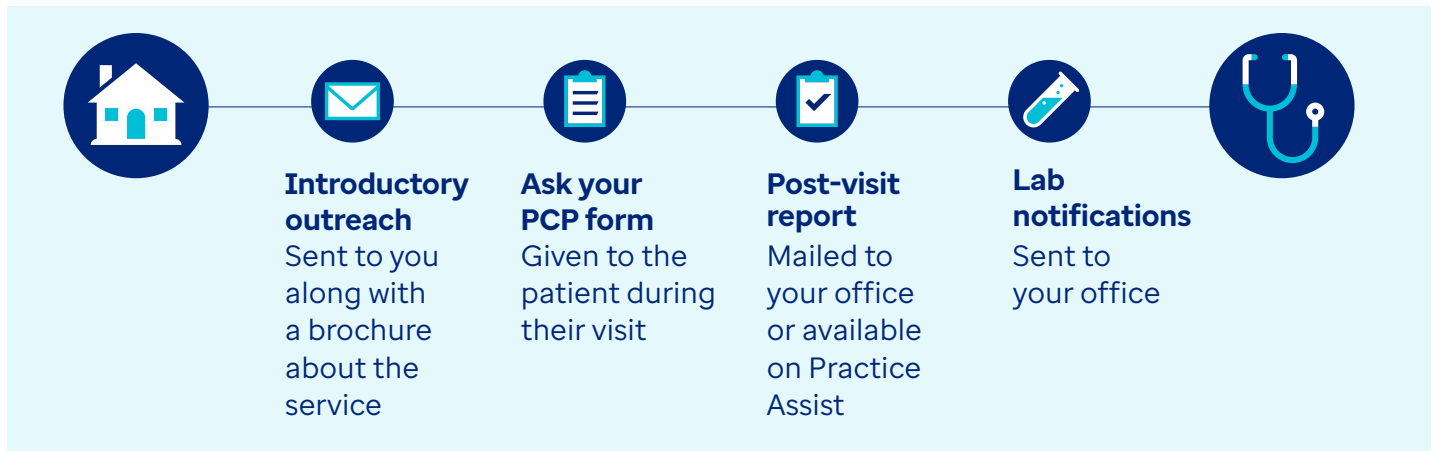 Introductory
outreach
Sent to you
along with
a brochure
about the
service
Ask your
PCP form
Given to the
patient during
their visit
Post-visit
report
Mailed to
your office
or available
on Practice
Assist
Lab
notifications
Sent to
your office